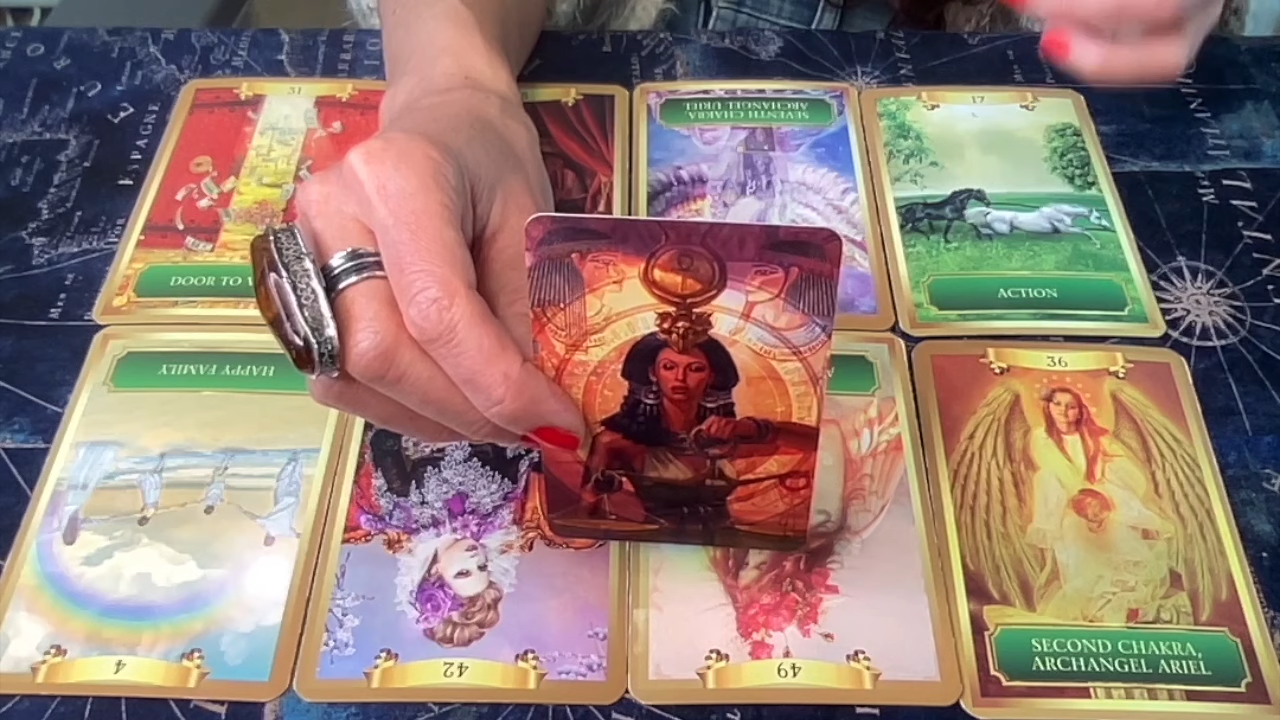 31
DOOR TO
SEVENTH CHAKRA,
ARCHANGEL URIEL
17
ACTION
HAPPY FAMILY
4
42
49
36
SECOND CHAKRA,
ARCHANGEL ARIEL
ESPAGNE